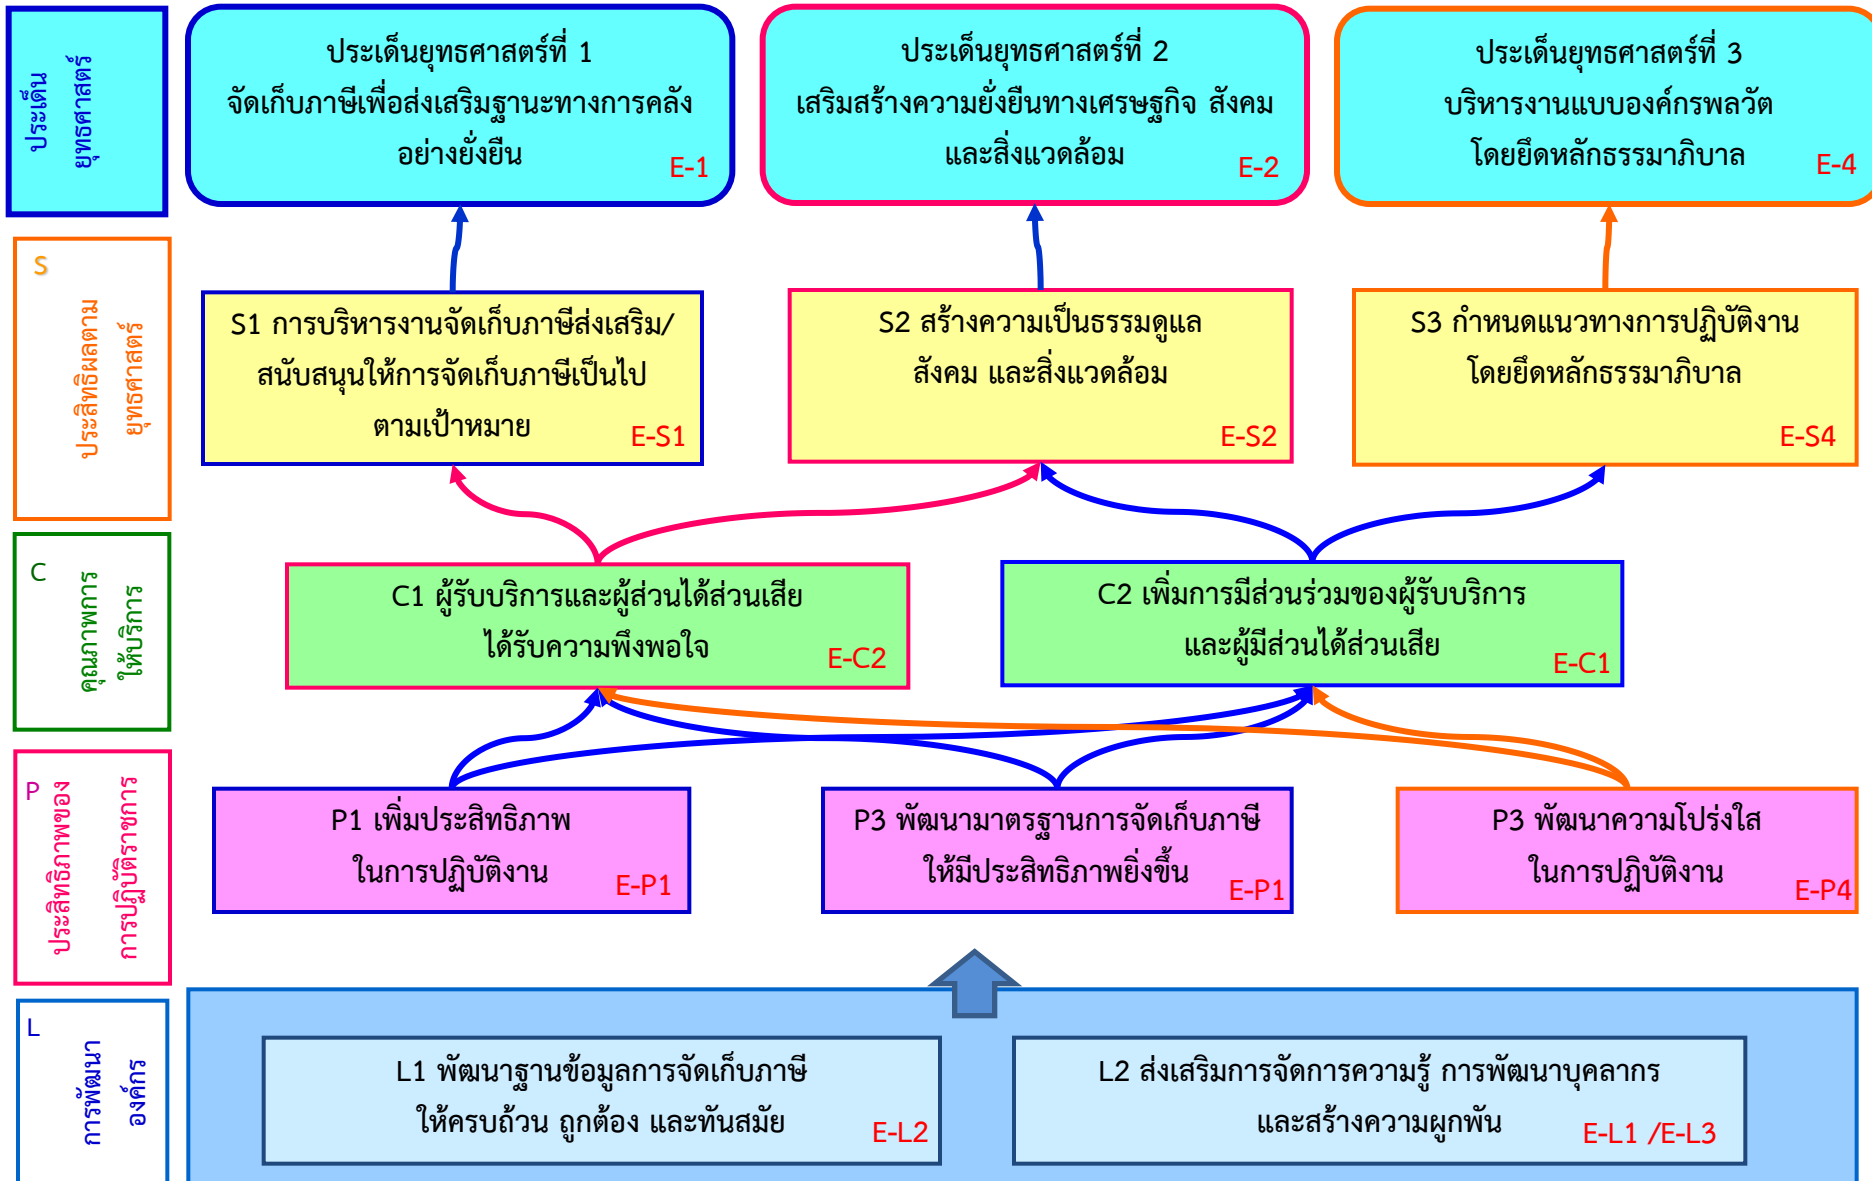 ประเด็น
ยุทธศาสตร์
ประเด็นยุทธศาสตร์ที่ 1
จัดเก็บภาษีเพื่อส่งเสริมฐานะทางการคลัง
อย่างยั่งยืน
E-1
ประเด็นยุทธศาสตร์ที่ 2
เสริมสร้างความยั่งยืนทางเศรษฐกิจ สังคม
และสิ่งแวดล้อม
E-2
ประเด็นยุทธศาสตร์ที่ 3
บริหารงานแบบองค์กรพลวัต
โดยยึดหลักธรรมาภิบาล
E-4
S
ประสิทธิผลตาม
ยุทธศาสตร์
S1 การบริหารงานจัดเก็บภาษีส่งเสริม/
สนับสนุนให้การจัดเก็บภาษีเป็นไป
ตามเป้าหมาย
E-S1
S2 สร้างความเป็นธรรมดูแล
สังคม และสิ่งแวดล้อม
E-S2
S3 กำหนดแนวทางการปฏิบัติงาน
โดยยึดหลักธรรมาภิบาล
E-S4
C
คุณภาพการ
ให้บริการ
C1 ผู้รับบริการและผู้ส่วนได้ส่วนเสีย
ได้รับความพึงพอใจ
E-C2
C2 เพิ่มการมีส่วนร่วมของผู้รับบริการ
และผู้มีส่วนได้ส่วนเสีย
E-C1
P
ประสิทธิภาพของ
การปฏิบัติราชการ
P1 เพิ่มประสิทธิภาพ
ในการปฏิบัติงาน
E-P1
P3 พัฒนามาตรฐานการจัดเก็บภาษี
ให้มีประสิทธิภาพยิ่งขึ้น
E-P1
P3 พัฒนาความโปร่งใส
ในการปฏิบัติงาน
E-P4
L
การพัฒนา
องค์กร
L1 พัฒนาฐานข้อมูลการจัดเก็บภาษี
ให้ครบถ้วน ถูกต้อง และทันสมัย
E-L2
L2 ส่งเสริมการจัดการความรู้ การพัฒนาบุคลากร
และสร้างความผูกพัน
E-L1 /E-L3